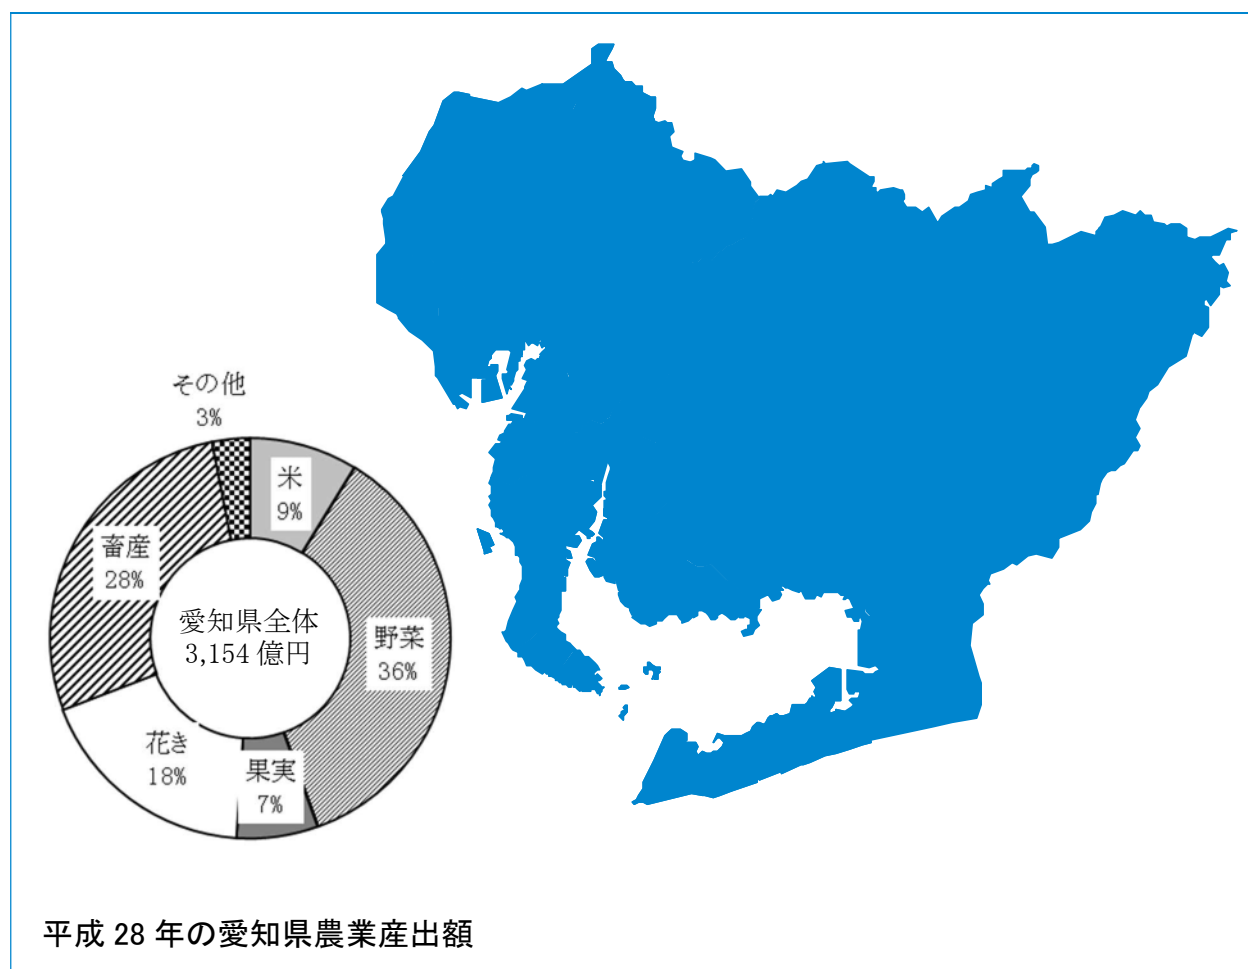 その他
3%
米
9%
畜産
28%
愛知県全体
3,154 億円
野菜
36%
花き
18%
果実
7%
平成 28 年の愛知県農業産出額